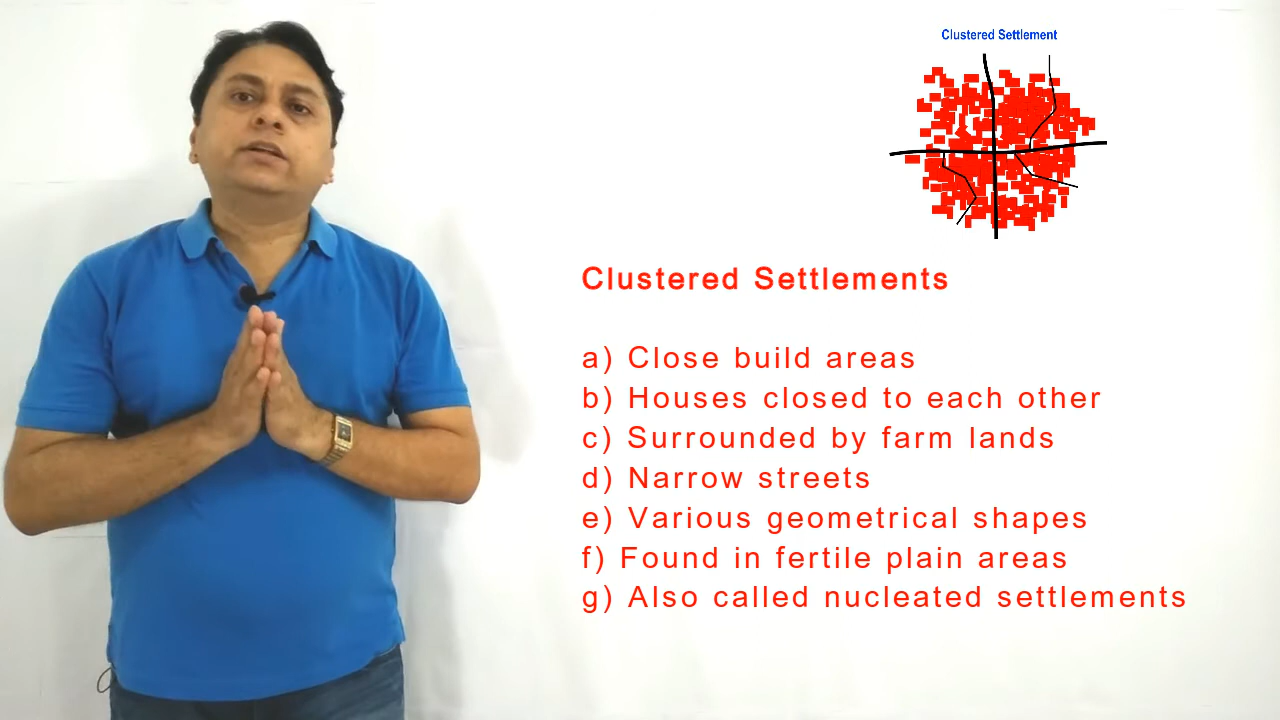 Clustered Settlement
Clustered Settlements
a) Close build areas
b) Houses closed to each other
c) Surrounded by farm lands
d) Narrow streets
e) Various geometrical shapes
f) Found in fertile plain areas
g) Also called nucleated settlements